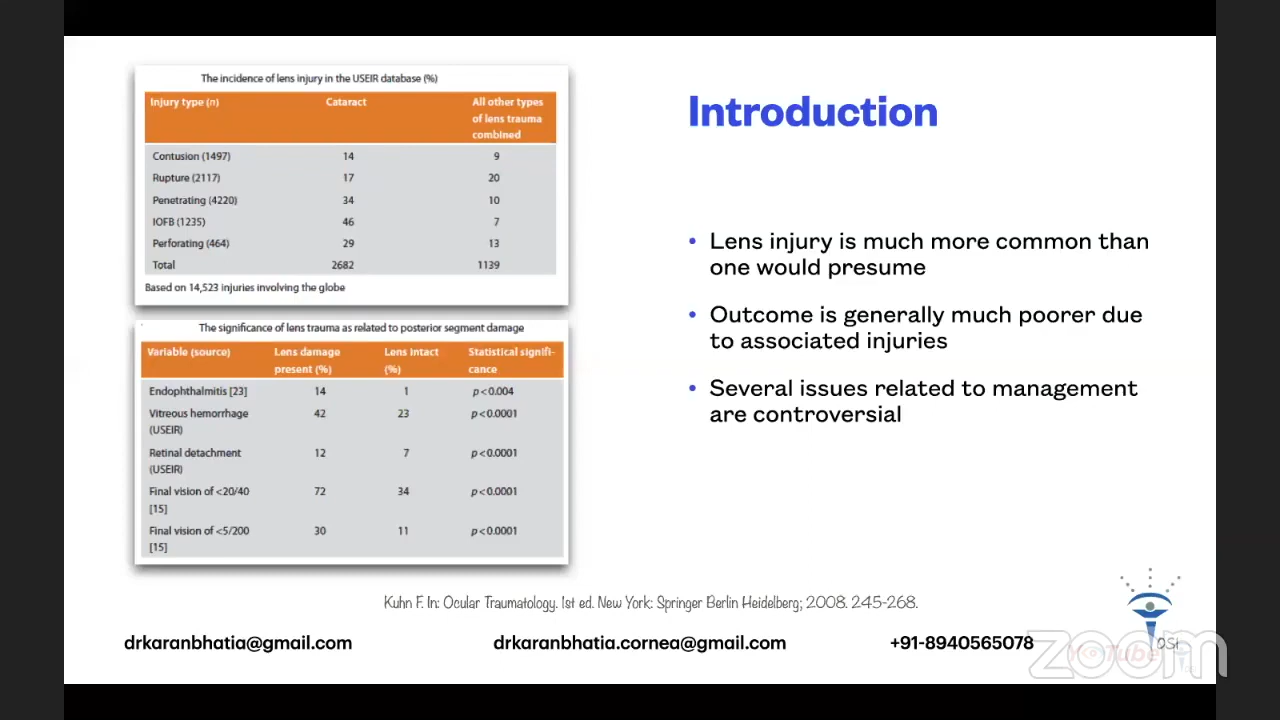 The incidence of lens injury in the USEIR database (%)
Injury type (n) Cataract All other types
of lens trauma
combined
Contusion (1497) 14 9
Rupture (2117) 17 20
Penetrating (4220) 34 10
IOFB (1235) 46 7
Perforating (464) 29 13
Total 2682 1139
Based on 14,523 injuries involving the globe
The significance of lens trauma as related to posterior segment damage
Variable (source) Lens damage Lens intact Statistical signifi-
present (%) (%) cance
Endophthalmitis [23] 14 1 p<0.004
Vitreous hemorrhage 42 23 p<0.0001
(USEIR)
Retinal detachment 12 7 p<0.0001
(USEIR)
Final vision of <20/40 72 34 p<0.0001
[15]
Final vision of <5/200 30 11 p<0.0001
[15]
Introduction
• Lens injury is much more common than
one would presume
• Outcome is generally much poorer due
to associated injuries
• Several issues related to management
are controversial
Kuhn F. In: Ocular Traumatology. 1st ed. New York: Springer Berlin Heidelberg; 2008. 245-268.
drkaranbhatia@gmail.com drkaranbhatia.cornea@gmail.com +91-8940565078
OSI
zoom
YouTube